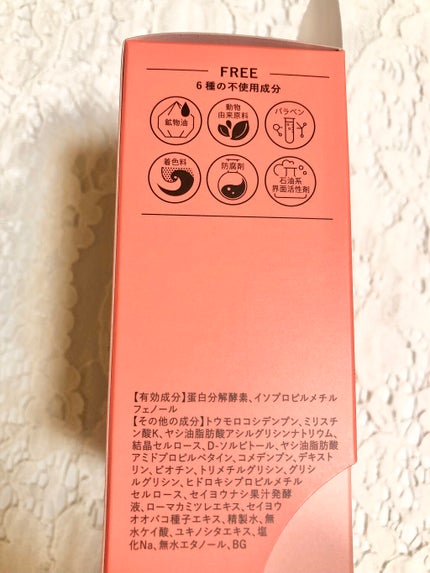 FREE
6種の不使用成分
鉱物油
動物
由来原料
パラベン
着色料
防腐剤
石油系
界面活性剤
【有効成分】蛋白分解酵素、イソプロピルメチル
フェノール
【その他の成分】トウモロコシデンプン、ミリスチ
ン酸K、ヤシ油脂肪酸アシルグリシンナトリウム、
結晶セルロース、D-ソルビトール、ヤシ油脂肪酸
アミドプロピルベタイン、コメデンプン、デキスト
リン、ビオチン、トリメチルグリシン、グリシ
ルグリシン、ヒドロキシプロピルメチル
セルロース、セイヨウナシ果汁発酵
液、ローマカミツレエキス、セイヨウ
オオバコ種子エキス、精製水、無
水ケイ酸、ユキノシタエキス、塩
化Na、無水エタノール、BG